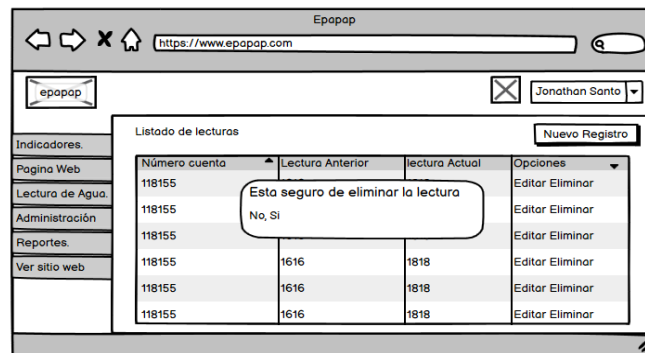 Epapap
https://www.epapap.com
epapap
Jonathan Santo
Listado de lecturas
Nuevo Registro
Indicadores.
Pagina Web
Lectura de Agua.
Administración
Reportes.
Ver sitio web
Número cuenta Lectura Anterior lectura Actual Opciones
118155 Editar Eliminar
118155 Editar Eliminar
118155 Editar Eliminar
118155 1616 1818 Editar Eliminar
118155 1616 1818 Editar Eliminar
118155 1616 1818 Editar Eliminar
Esta seguro de eliminar la lectura
No, Si